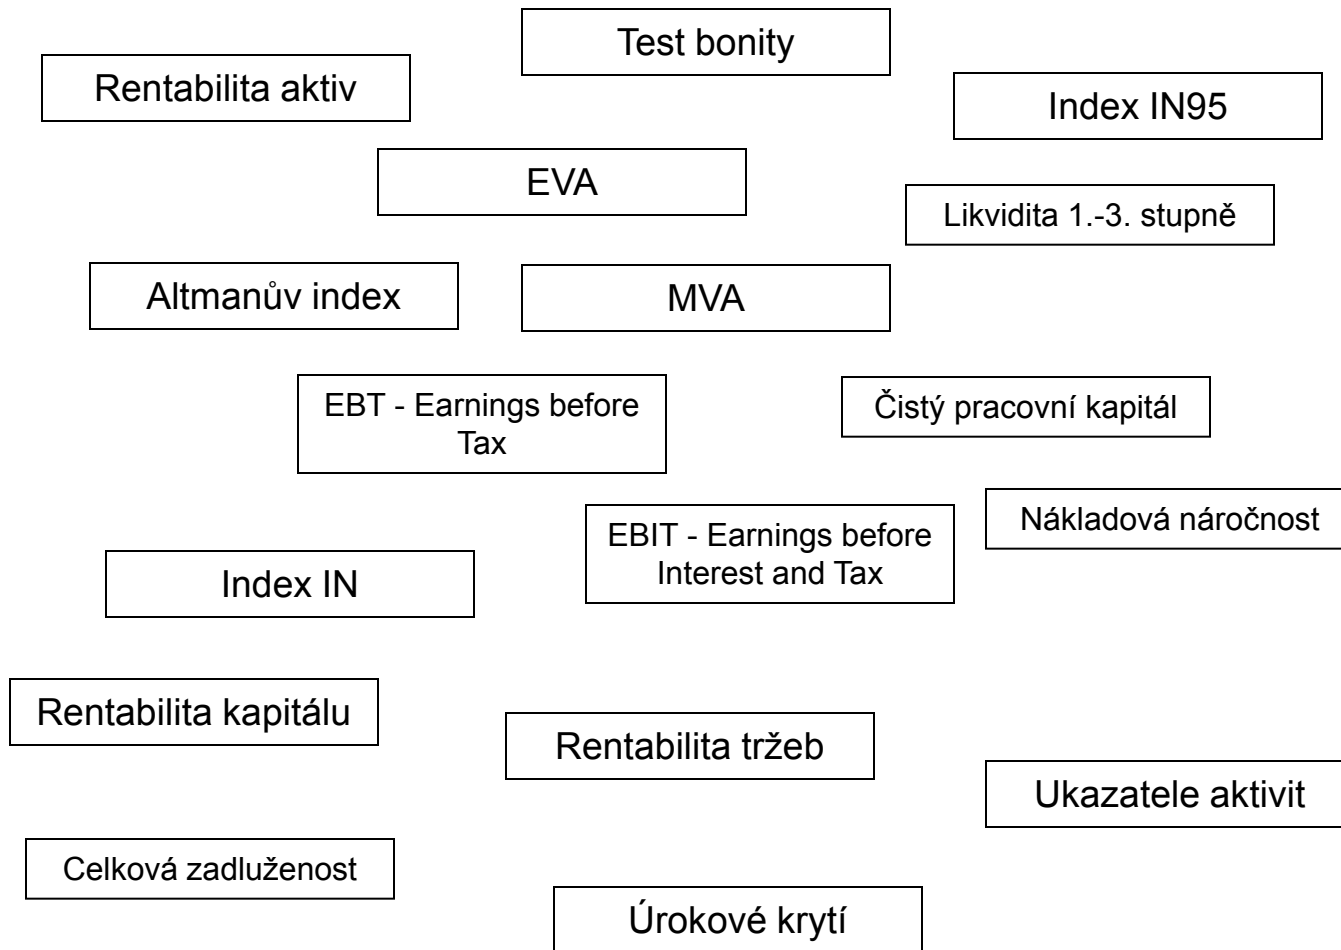 Test bonity
Rentabilita aktiv
Index IN95
EVA
Likvidita 1.-3. stupně
Altmanův index
MVA
EBT - Earnings before
Tax
Čistý pracovní kapitál
Nákladová náročnost
EBIT - Earnings before
Interest and Tax
Index IN
Rentabilita kapitálu
Rentabilita tržeb
Ukazatele aktivit
Celková zadluženost
Úrokové krytí